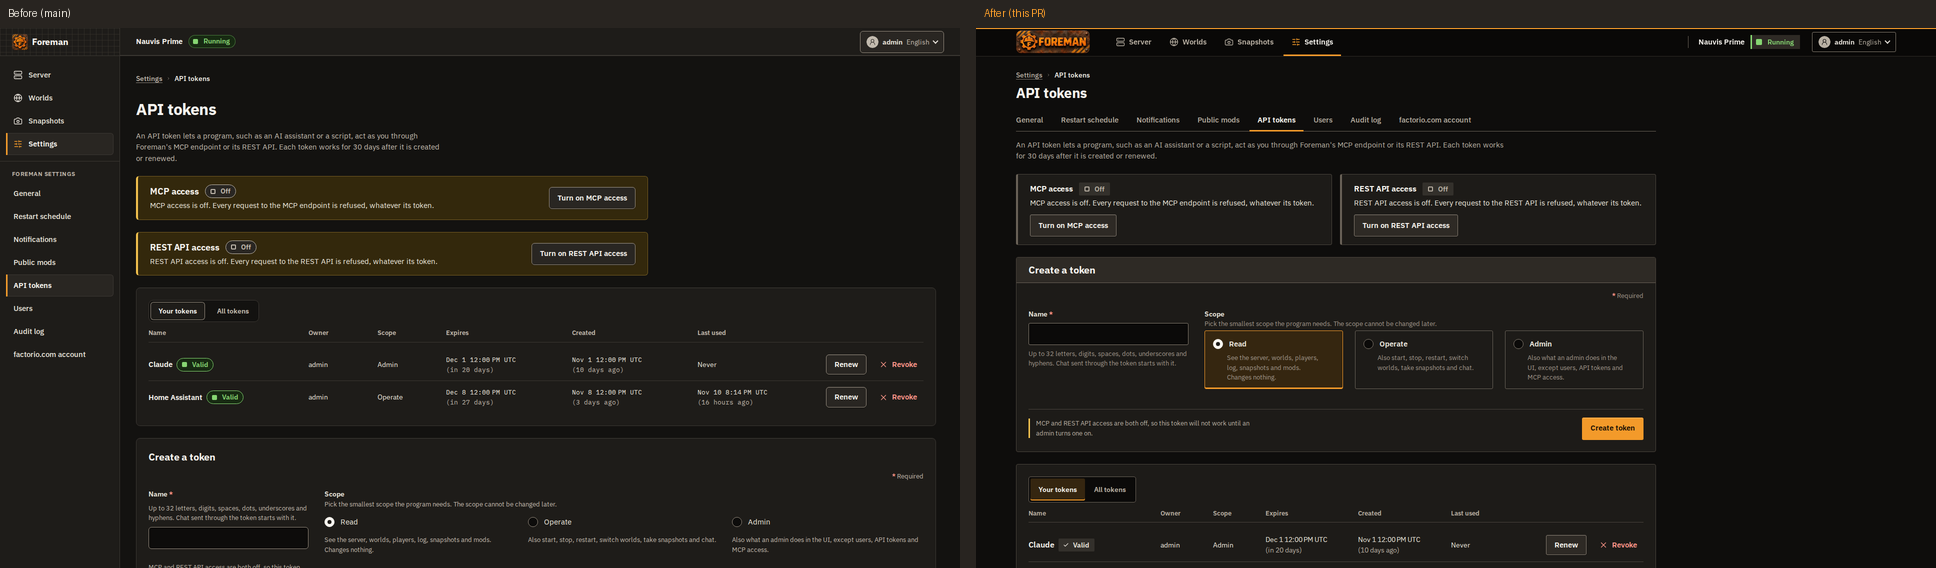 Before (main)
Foreman
Nauvis Prime Running
admin English
Server
Worlds
Snapshots
Settings
FOREMAN SETTINGS
General
Restart schedule
Notifications
Public mods
API tokens
Users
Audit log
factorio.com account
Settings · API tokens
API tokens
An API token lets a program, such as an AI assistant or a script, act as you through
Foreman's MCP endpoint or its REST API. Each token works for 30 days after it is created
or renewed.
MCP access Off
MCP access is off. Every request to the MCP endpoint is refused, whatever its token.
Turn on MCP access
REST API access Off
REST API access is off. Every request to the REST API is refused, whatever its token.
Turn on REST API access
Your tokens All tokens
Name Owner Scope Expires Created Last used
Claude Valid admin Admin Dec 1 12:00 PM UTC Nov 1 12:00 PM UTC Never Renew Revoke
(in 20 days) (10 days ago)
Home Assistant Valid admin Operate Dec 8 12:00 PM UTC Nov 8 12:00 PM UTC Nov 10 8:14 PM UTC Renew Revoke
(in 27 days) (3 days ago) (16 hours ago)
Create a token
* Required
Name *
Up to 32 letters, digits, spaces, dots, underscores and
hyphens. Chat sent through the token starts with it.
Scope
Pick the smallest scope the program needs. The scope cannot be changed later.
Read
See the server, worlds, players, log, snapshots and mods.
Changes nothing.
Operate
Also start, stop, restart, switch worlds, take snapshots and chat.
Admin
Also what an admin does in the UI, except users, API tokens and
MCP access.
MCP and REST API access are both off, so this token
After (this PR)
FOREMAN
Server Worlds Snapshots Settings
Nauvis Prime Running
admin English
Settings · API tokens
API tokens
General Restart schedule Notifications Public mods API tokens Users Audit log factorio.com account
An API token lets a program, such as an AI assistant or a script, act as you through Foreman's MCP endpoint or its REST API. Each token works
for 30 days after it is created or renewed.
MCP access Off
MCP access is off. Every request to the MCP endpoint is refused, whatever its token.
Turn on MCP access
REST API access Off
REST API access is off. Every request to the REST API is refused, whatever its token.
Turn on REST API access
Create a token
* Required
Name *
Up to 32 letters, digits, spaces, dots, underscores and
hyphens. Chat sent through the token starts with it.
Scope
Pick the smallest scope the program needs. The scope cannot be changed later.
Read
See the server, worlds, players,
log, snapshots and mods.
Changes nothing.
Operate
Also start, stop, restart, switch
worlds, take snapshots and chat.
Admin
Also what an admin does in the
UI, except users, API tokens and
MCP access.
MCP and REST API access are both off, so this token will not work until an
admin turns one on.
Create token
Your tokens All tokens
Name Owner Scope Expires Created Last used
Claude Valid admin Admin Dec 1 12:00 PM UTC Nov 1 12:00 PM UTC Never Renew Revoke
(in 20 days) (10 days ago)